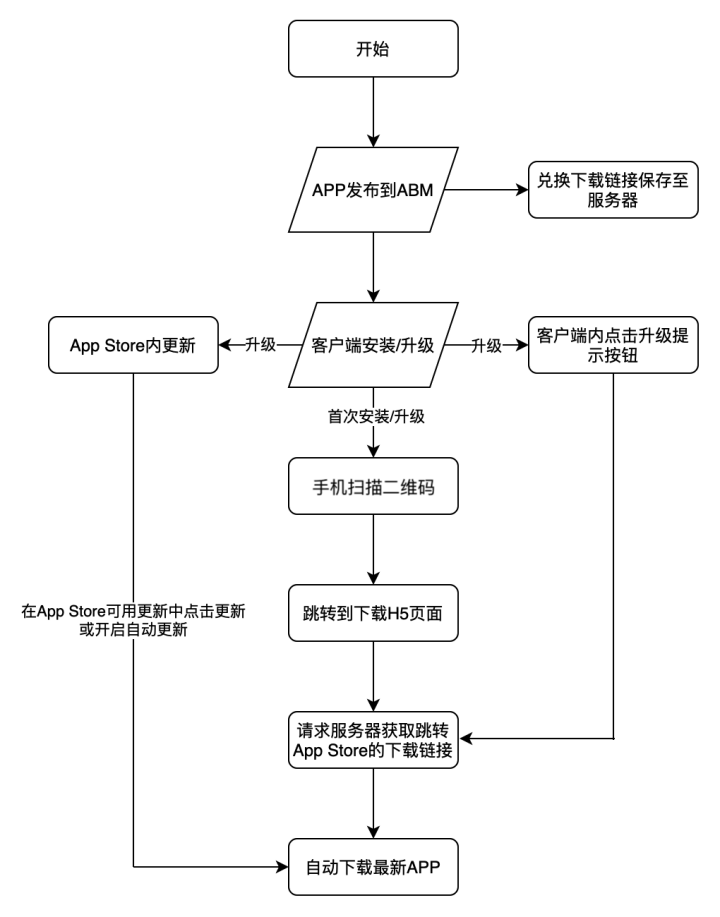 开始
APP发布到ABM
兑换下载链接保存至
服务器
App Store内更新
升级
客户端安装/升级
升级
客户端内点击升级提
示按钮
首次安装/升级
手机扫描二维码
跳转到下载H5页面
在App Store可用更新中点击更新
或开启自动更新
请求服务器获取跳转
App Store的下载链接
自动下载最新APP